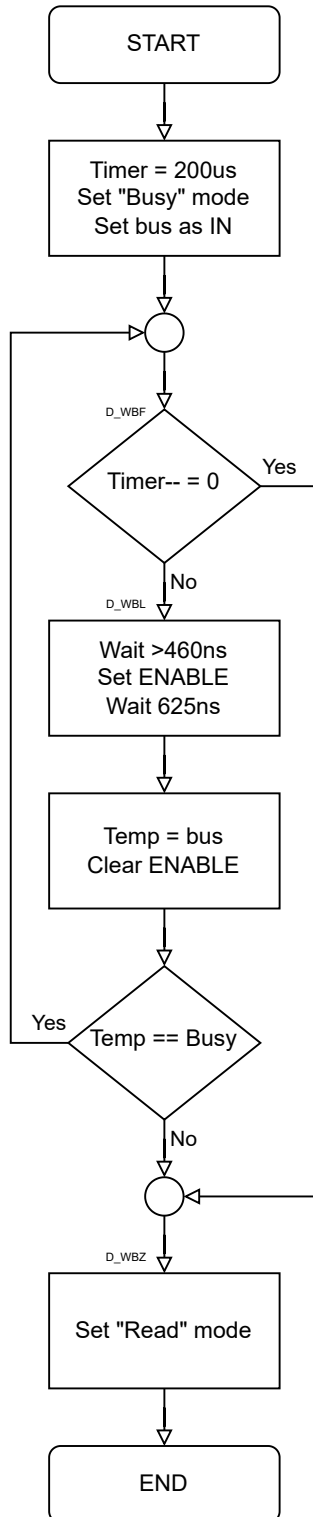 START
Timer = 200us
Set "Busy" mode
Set bus as IN
D_WBF
Timer-- = 0
Yes
No
D_WBL
Wait >460ns
Set ENABLE
Wait 625ns
Temp = bus
Clear ENABLE
Yes
Temp == Busy
No
D_WBZ
Set "Read" mode
END